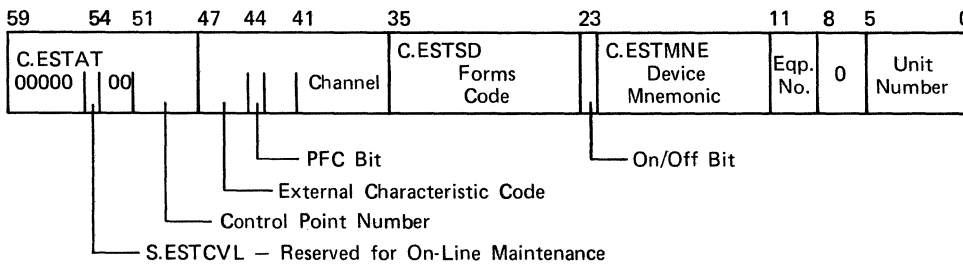 59 54 51 47 44 41 35 23 11 8 5 0
C.ESTAT
00000 00
Channel
C.ESTSD
Forms
Code
C.ESTMNE
Device
Mnemonic
Eqp.
No.
0
Unit
Number
PFC Bit
On/Off Bit
External Characteristic Code
Control Point Number
S.ESTCVL — Reserved for On-Line Maintenance